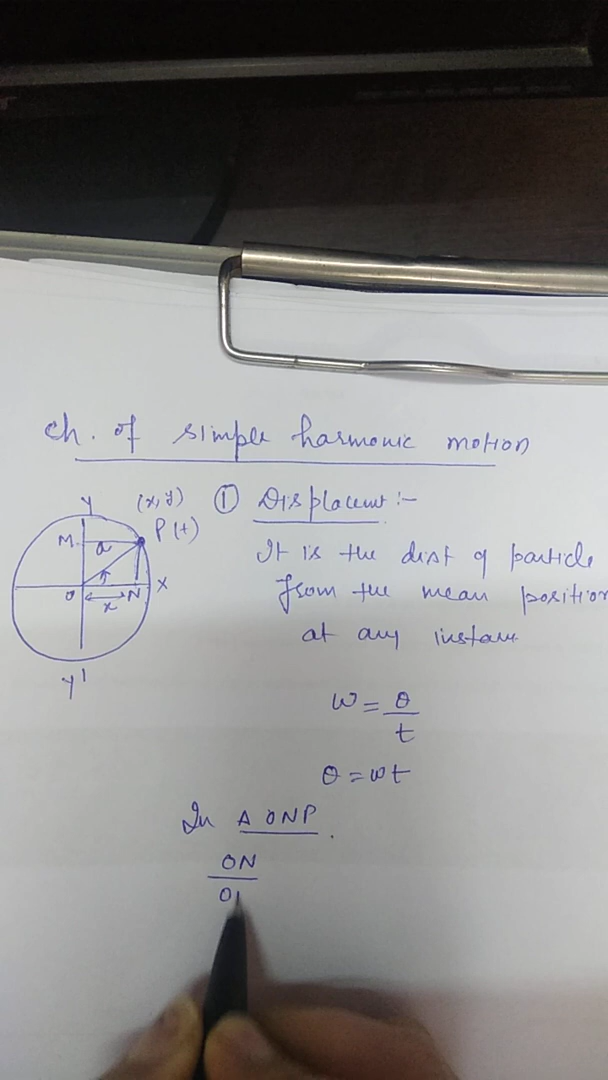 Ch. of simple harmonic motion
Y
(x, y)
① Displacemt :-
M
a
P(t)
It is the dist of particle
O
x
N
X
from the mean position
at any instant
Y'
ω = θ
t
θ = ωt
In Δ ONP.
ON
O